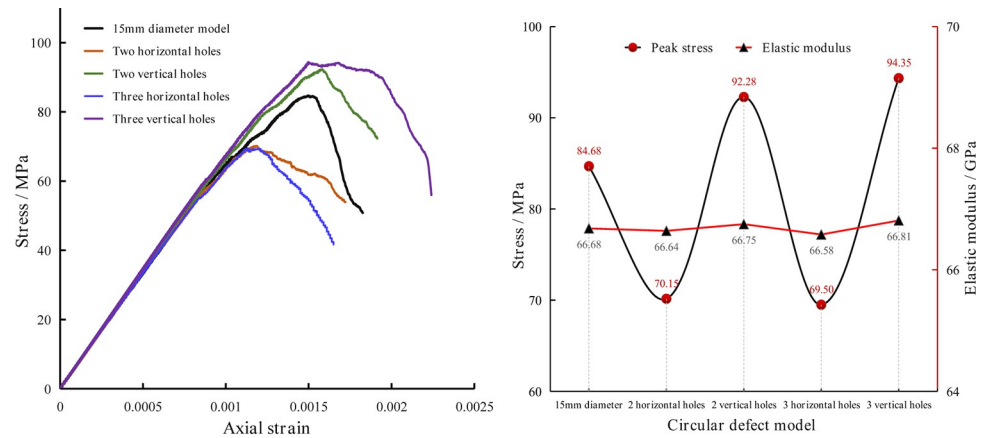 15mm diameter model
Two horizontal holes
Two vertical holes
Three horizontal holes
Three vertical holes
Stress / MPa
100
80
60
40
20
0
0 0.0005 0.001 0.0015 0.002 0.0025
Axial strain
Peak stress Elastic modulus
Stress / MPa
100
90
80
70
60
84.68
70.15
92.28
69.50
94.35
66.68
66.64
66.75
66.58
66.81
70
68
66
64
Elastic modulus / GPa
15mm diameter 2 horizontal holes 2 vertical holes 3 horizontal holes 3 vertical holes
Circular defect model